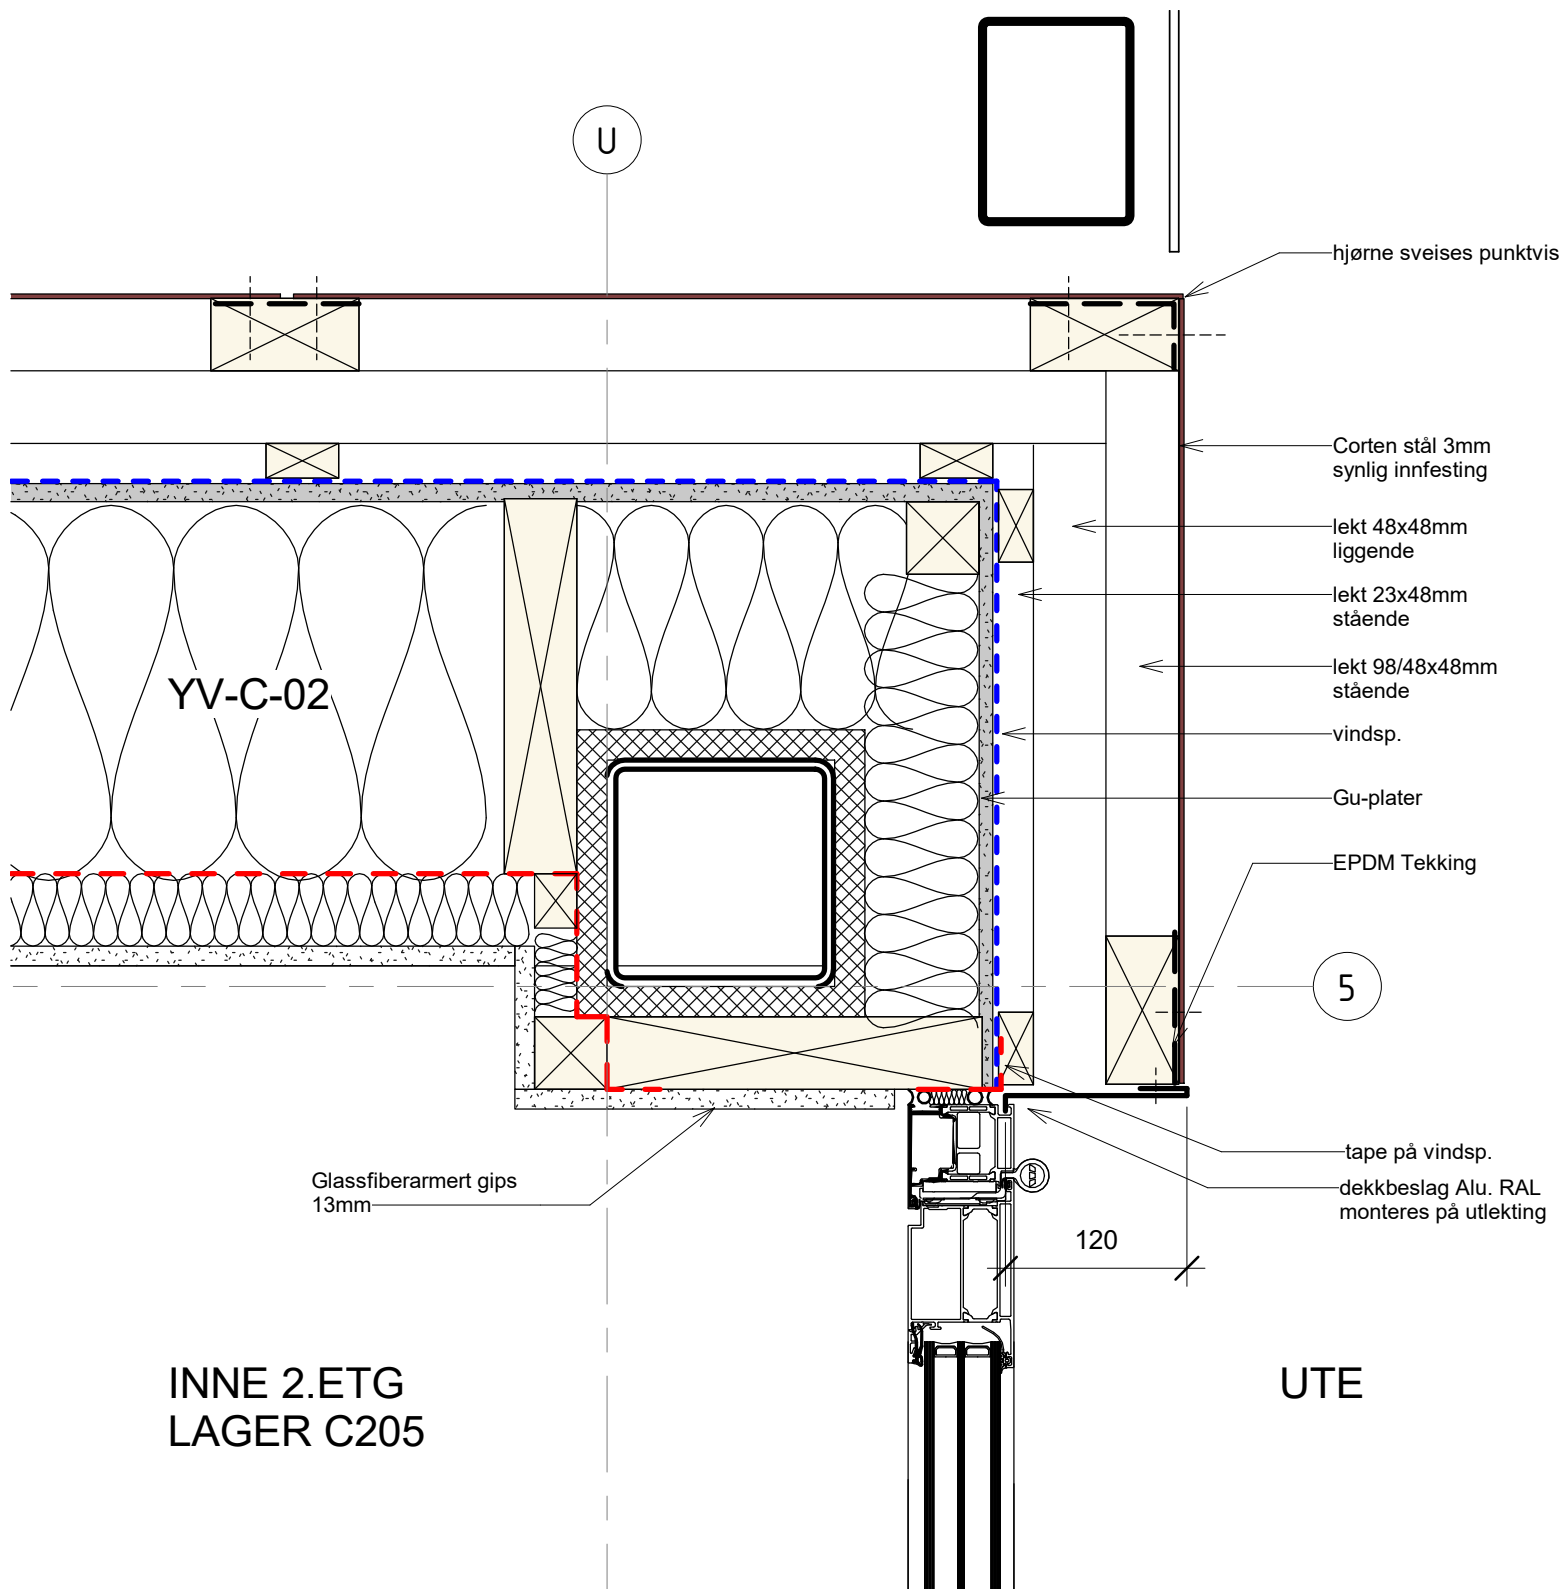 U
hjørne sveises punktvis
Corten stål 3mm
synlig innfesting
lekt 48x48mm
liggende
lekt 23x48mm
stående
lekt 98/48x48mm
stående
YV-C-02
vindsp.
Gu-plater
EPDM Tekking
5
tape på vindsp.
Glassfiberarmert gips
13mm
dekkbeslag Alu. RAL
monteres på utlekting
120
INNE 2.ETG
LAGER C205
UTE